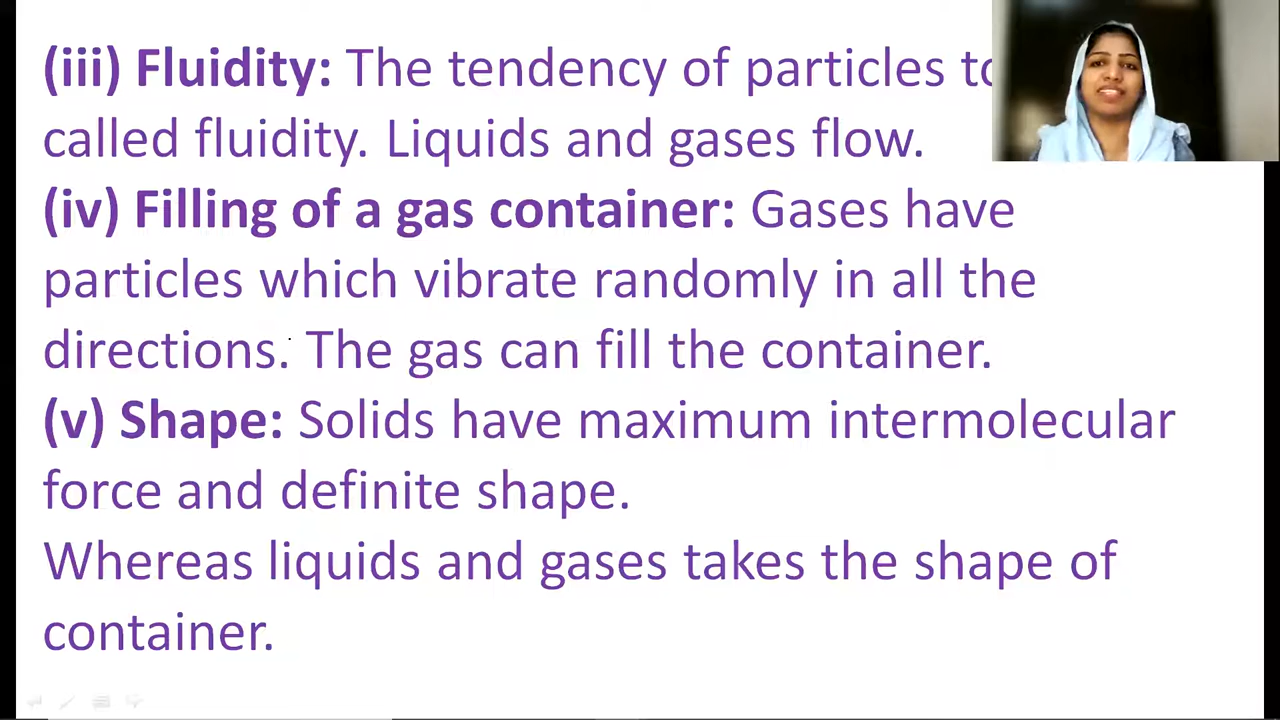 (iii) Fluidity: The tendency of particles
called fluidity. Liquids and gases flow.
(iv) Filling of a gas container: Gases have
particles which vibrate randomly in all the
directions. The gas can fill the container.
(v) Shape: Solids have maximum intermolecular
force and definite shape.
Whereas liquids and gases takes the shape of
container.